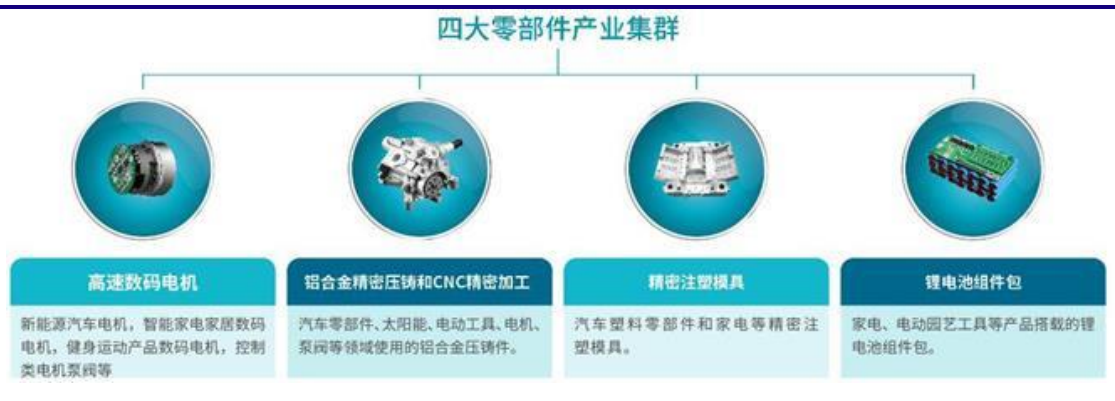 四大零部件产业集群
高速数码电机
新能源汽车电机，智能家电家居数码
电机，健身运动产品数码电机，控制
类电机泵阀等
铝合金精密压铸和CNC精密加工
汽车零部件、太阳能、电动工具、电机、
泵阀等领域使用的铝合金压铸件。
精密注塑模具
汽车塑料零部件和家电等精密注
塑模具。
锂电池组件包
家电、电动园艺工具等产品搭载的锂
电池组件包。